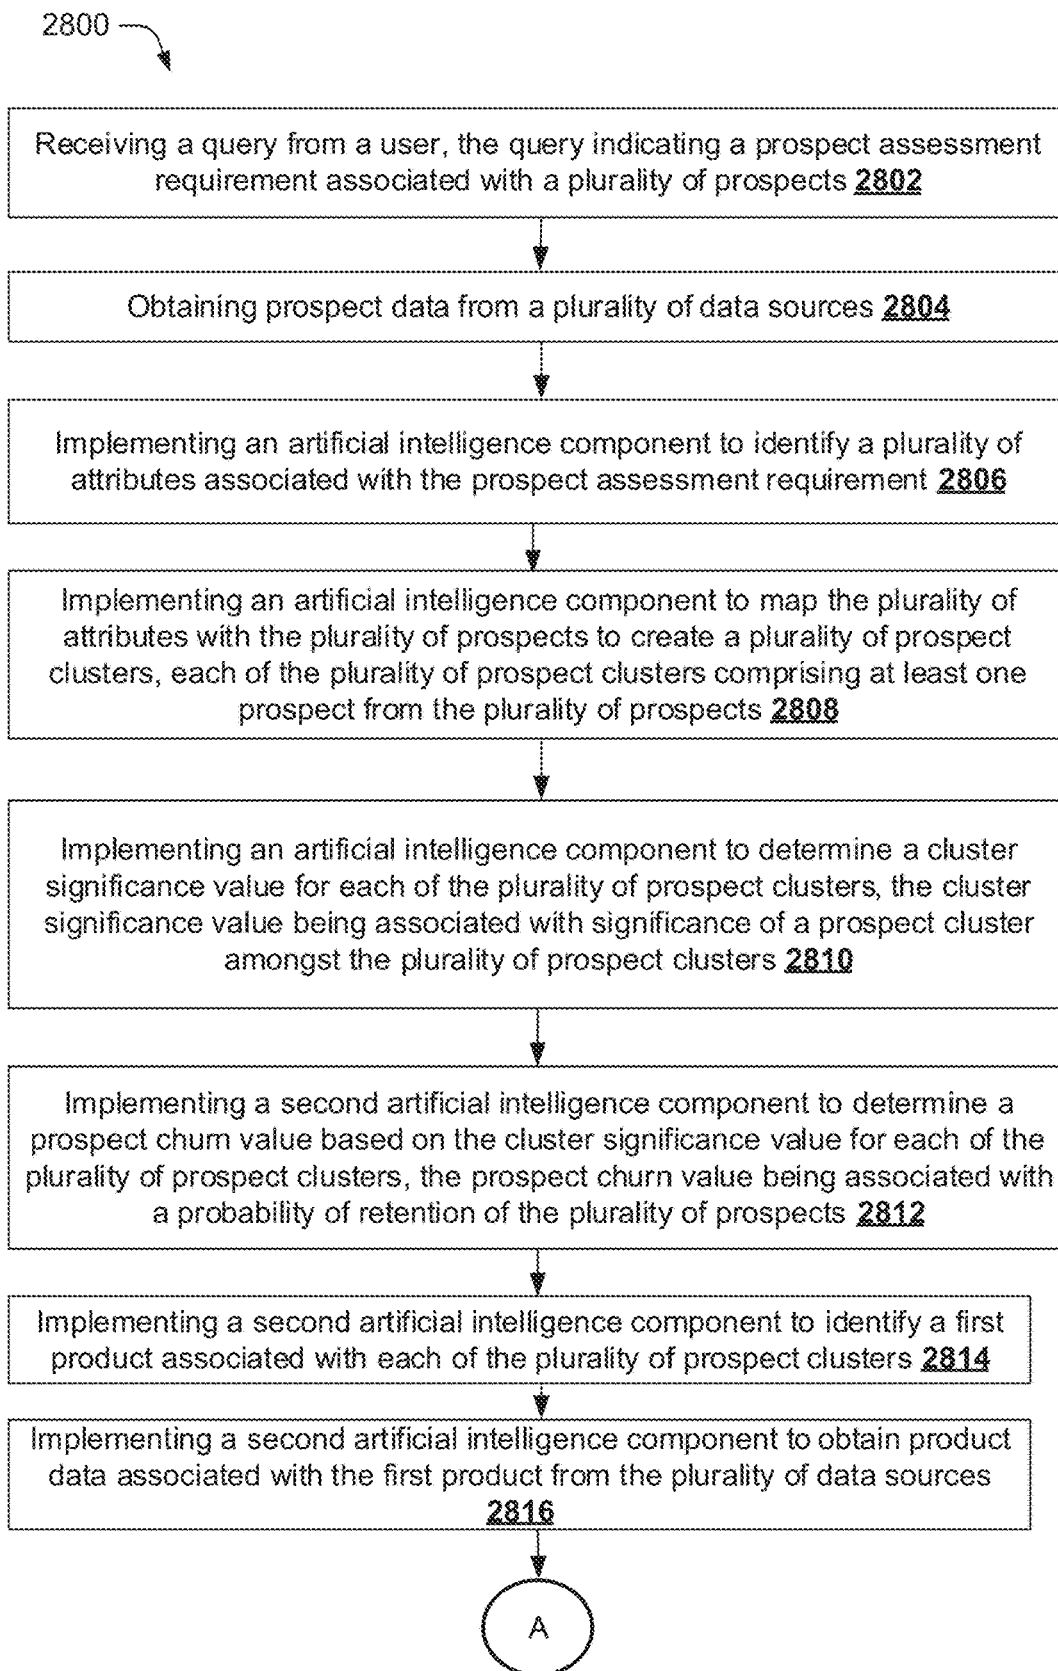 2800
Receiving a query from a user, the query indicating a prospect assessment
requirement associated with a plurality of prospects 2802
Obtaining prospect data from a plurality of data sources 2804
Implementing an artificial intelligence component to identify a plurality of
attributes associated with the prospect assessment requirement 2806
Implementing an artificial intelligence component to map the plurality of
attributes with the plurality of prospects to create a plurality of prospect
clusters, each of the plurality of prospect clusters comprising at least one
prospect from the plurality of prospects 2808
Implementing an artificial intelligence component to determine a cluster
significance value for each of the plurality of prospect clusters, the cluster
significance value being associated with significance of a prospect cluster
amongst the plurality of prospect clusters 2810
Implementing a second artificial intelligence component to determine a
prospect churn value based on the cluster significance value for each of the
plurality of prospect clusters, the prospect churn value being associated with
a probability of retention of the plurality of prospects 2812
Implementing a second artificial intelligence component to identify a first
product associated with each of the plurality of prospect clusters 2814
Implementing a second artificial intelligence component to obtain product
data associated with the first product from the plurality of data sources
2816
A